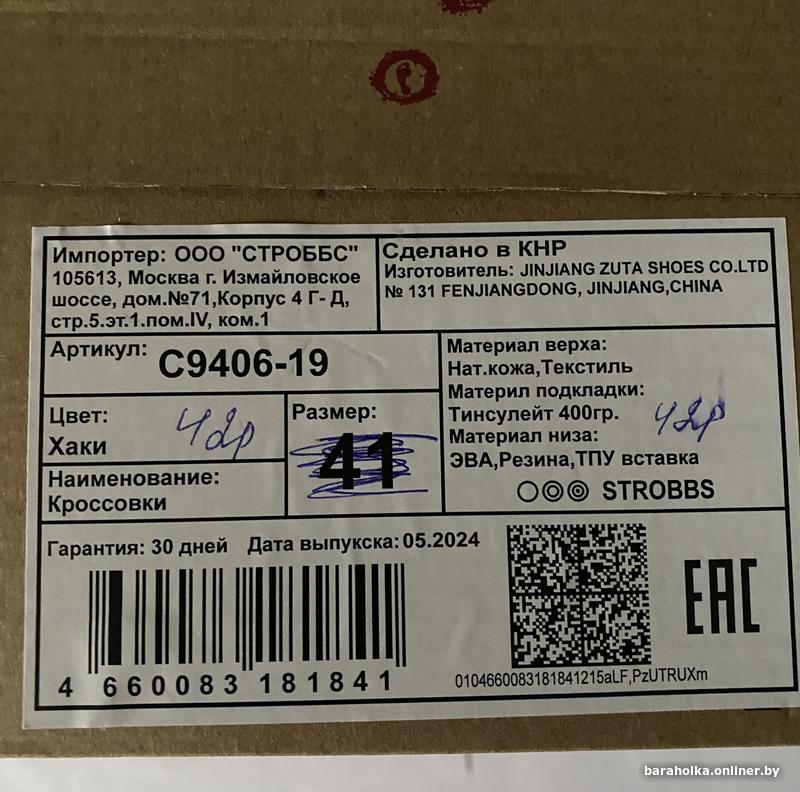 Импортер: ООО "СТРОББС"
105613, Москва г. Измайловское
шоссе, дом.№71,Корпус 4 Г- Д,
стр.5.эт.1.пом.IV, ком.1
Сделано в КНР
Изготовитель: JINJIANG ZUTA SHOES CO.LTD
№ 131 FENJIANGDONG, JINJIANG,CHINA
Артикул: C9406-19
Цвет:
Хаки
42р
Размер:
41
Наименование:
Кроссовки
Материал верха:
Нат.кожа,Текстиль
Материл подкладки:
Тинсулейт 400гр.
Материал низа:
ЭВА,Резина,ТПУ вставка
42р
STROBBS
Гарантия: 30 дней Дата выпукска: 05.2024
4 660083 181841
0104660083181841215aLF,PzUTRUXm
EAC
baraholka.onliner.by